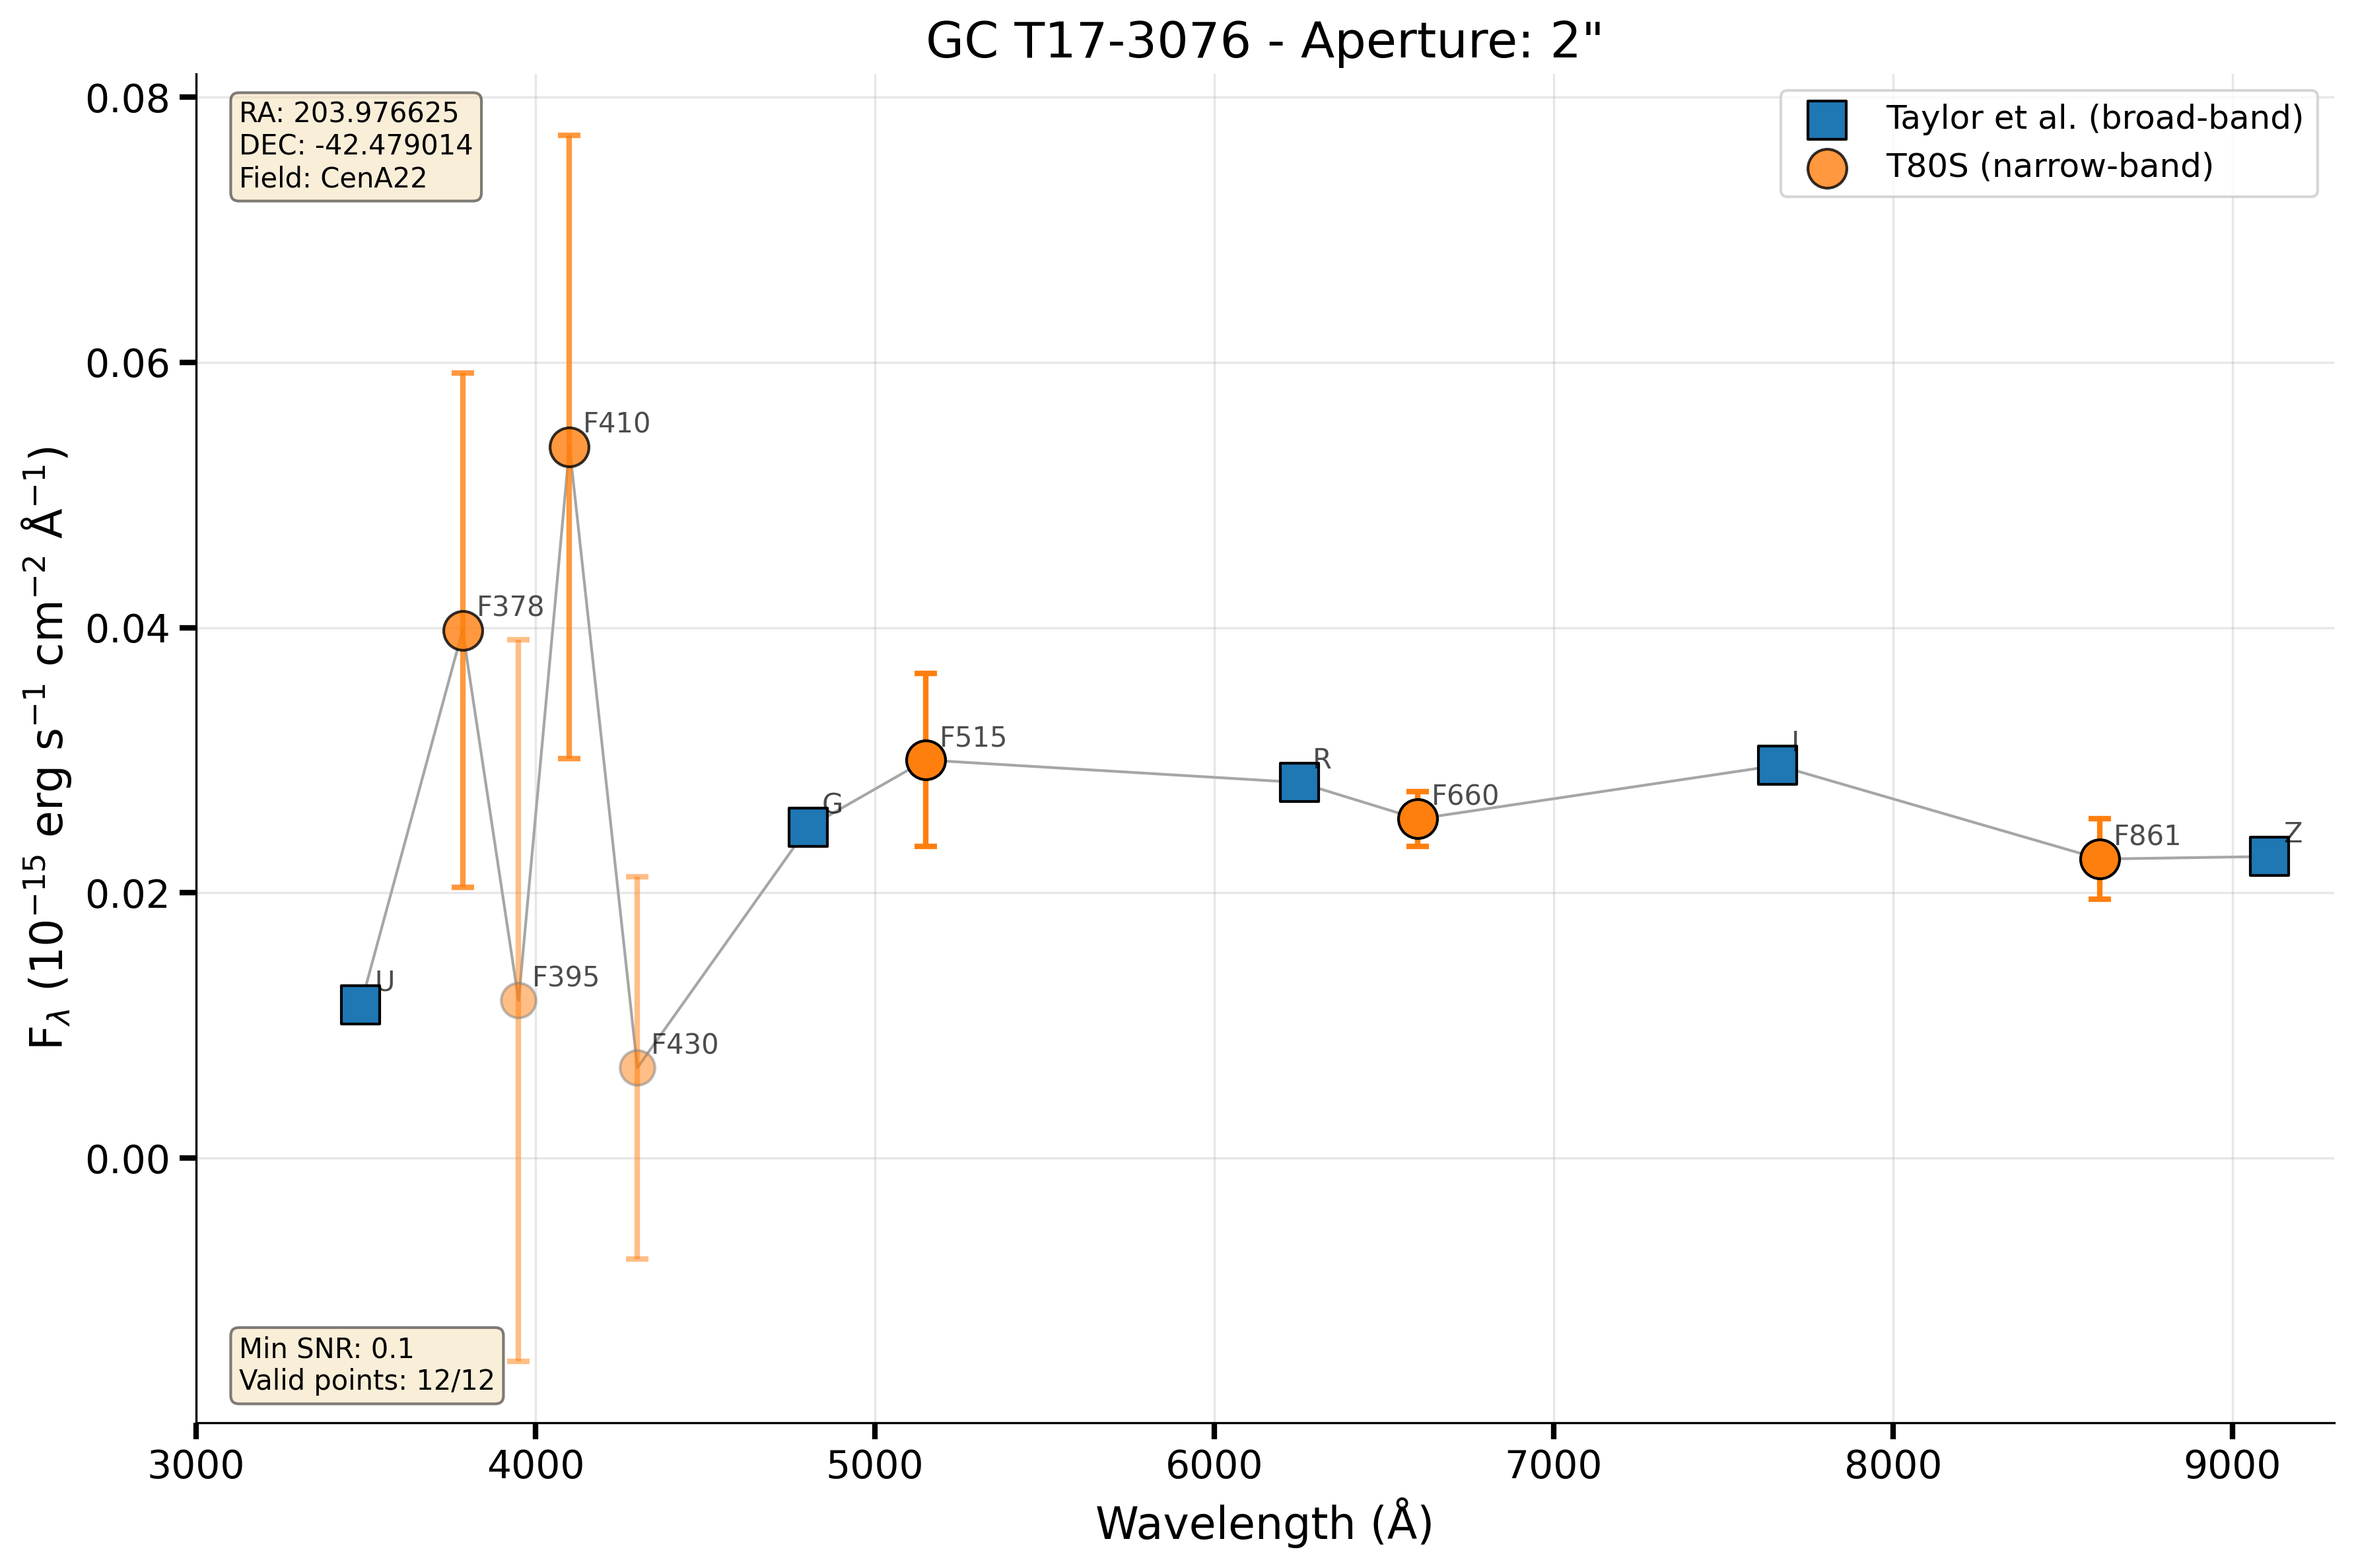 GC T17-3076 - Aperture: 2"
RA: 203.976625
DEC: -42.479014
Field: CenA22
Taylor et al. (broad-band)
T80S (narrow-band)
0.08
0.06
0.04
0.02
0.00
F$_{λ}$ (10$^{−15}$ erg s$^{−1}$ cm$^{−2}$ Å$^{−1}$)
U
F378
F395
F410
F430
G
F515
R
F660
I
F861
Z
Min SNR: 0.1
Valid points: 12/12
3000 4000 5000 6000 7000 8000 9000
Wavelength (Å)